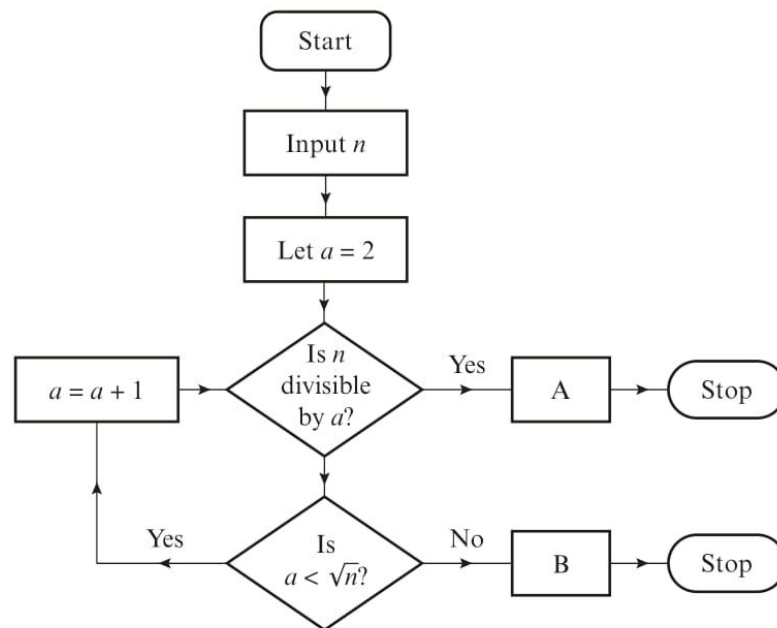 Start
Input n
Let a = 2
a = a + 1
Is n
divisible
by a?
Yes
A
Stop
Yes
Is
a < √n?
No
B
Stop